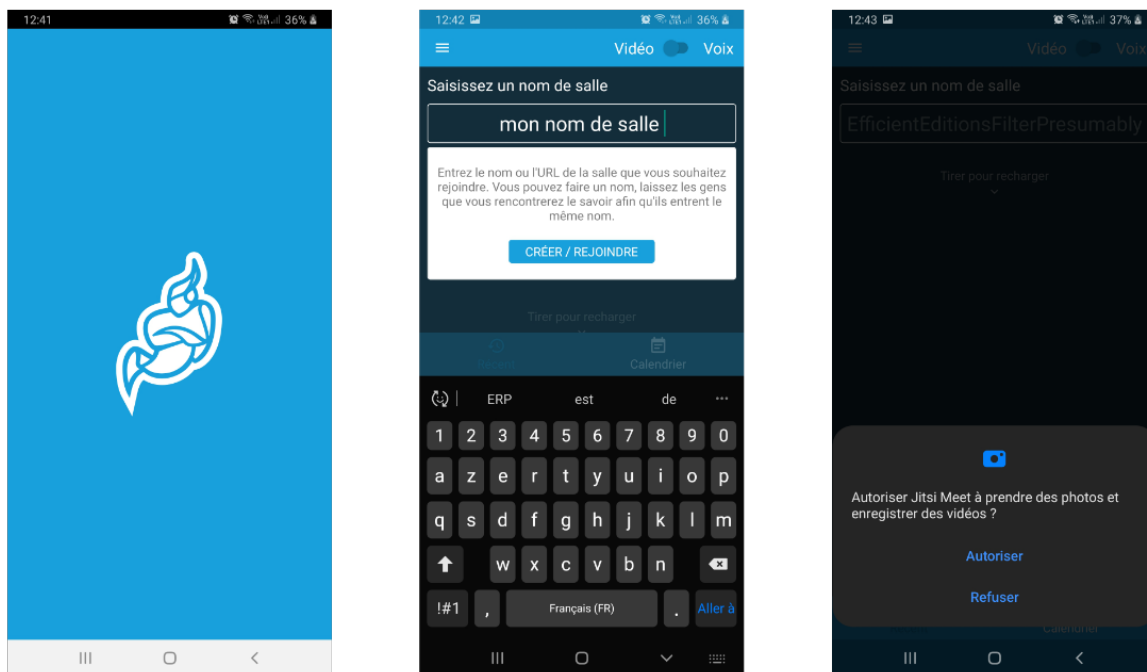 12:41
36%
12:42
36%
Vidéo
Voix
Saisissez un nom de salle
mon nom de salle
Entrez le nom ou l'URL de la salle que vous souhaitez
rejoindre. Vous pouvez faire un nom, laissez les gens
que vous rencontrerez le savoir afin qu'ils entrent le
même nom.
CRÉER / REJOINDRE
Tirer pour recharger
Calendrier
ERP est de ...
1 2 3 4 5 6 7 8 9 0
a z e r t y u i o p
q s d f g h j k l m
w x c v b n
!#1 , Français (FR) . Aller à
12:43
37%
Vidéo
Voix
Saisissez un nom de salle
EfficientEditionsFilterPresumably
Tirer pour recharger
Autoriser Jitsi Meet à prendre des photos et
enregistrer des vidéos ?
Autoriser
Refuser
Calendrier